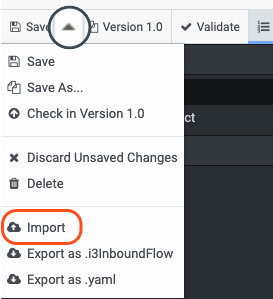 Save Version 1.0 Validate
Save
ct
Save As...
Check in Version 1.0
Discard Unsaved Changes
Delete
Import
Export as .i3InboundFlow
Export as .yaml